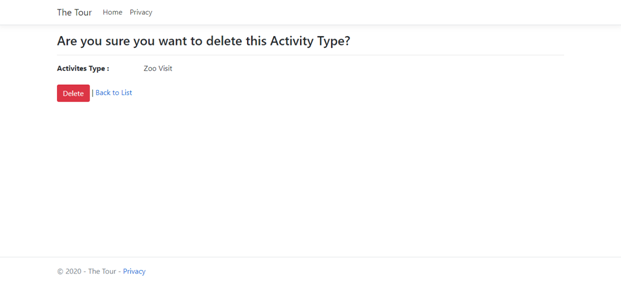 The Tour Home Privacy
Are you sure you want to delete this Activity Type?
Activites Type : Zoo Visit
Delete | Back to List
© 2020 - The Tour - Privacy